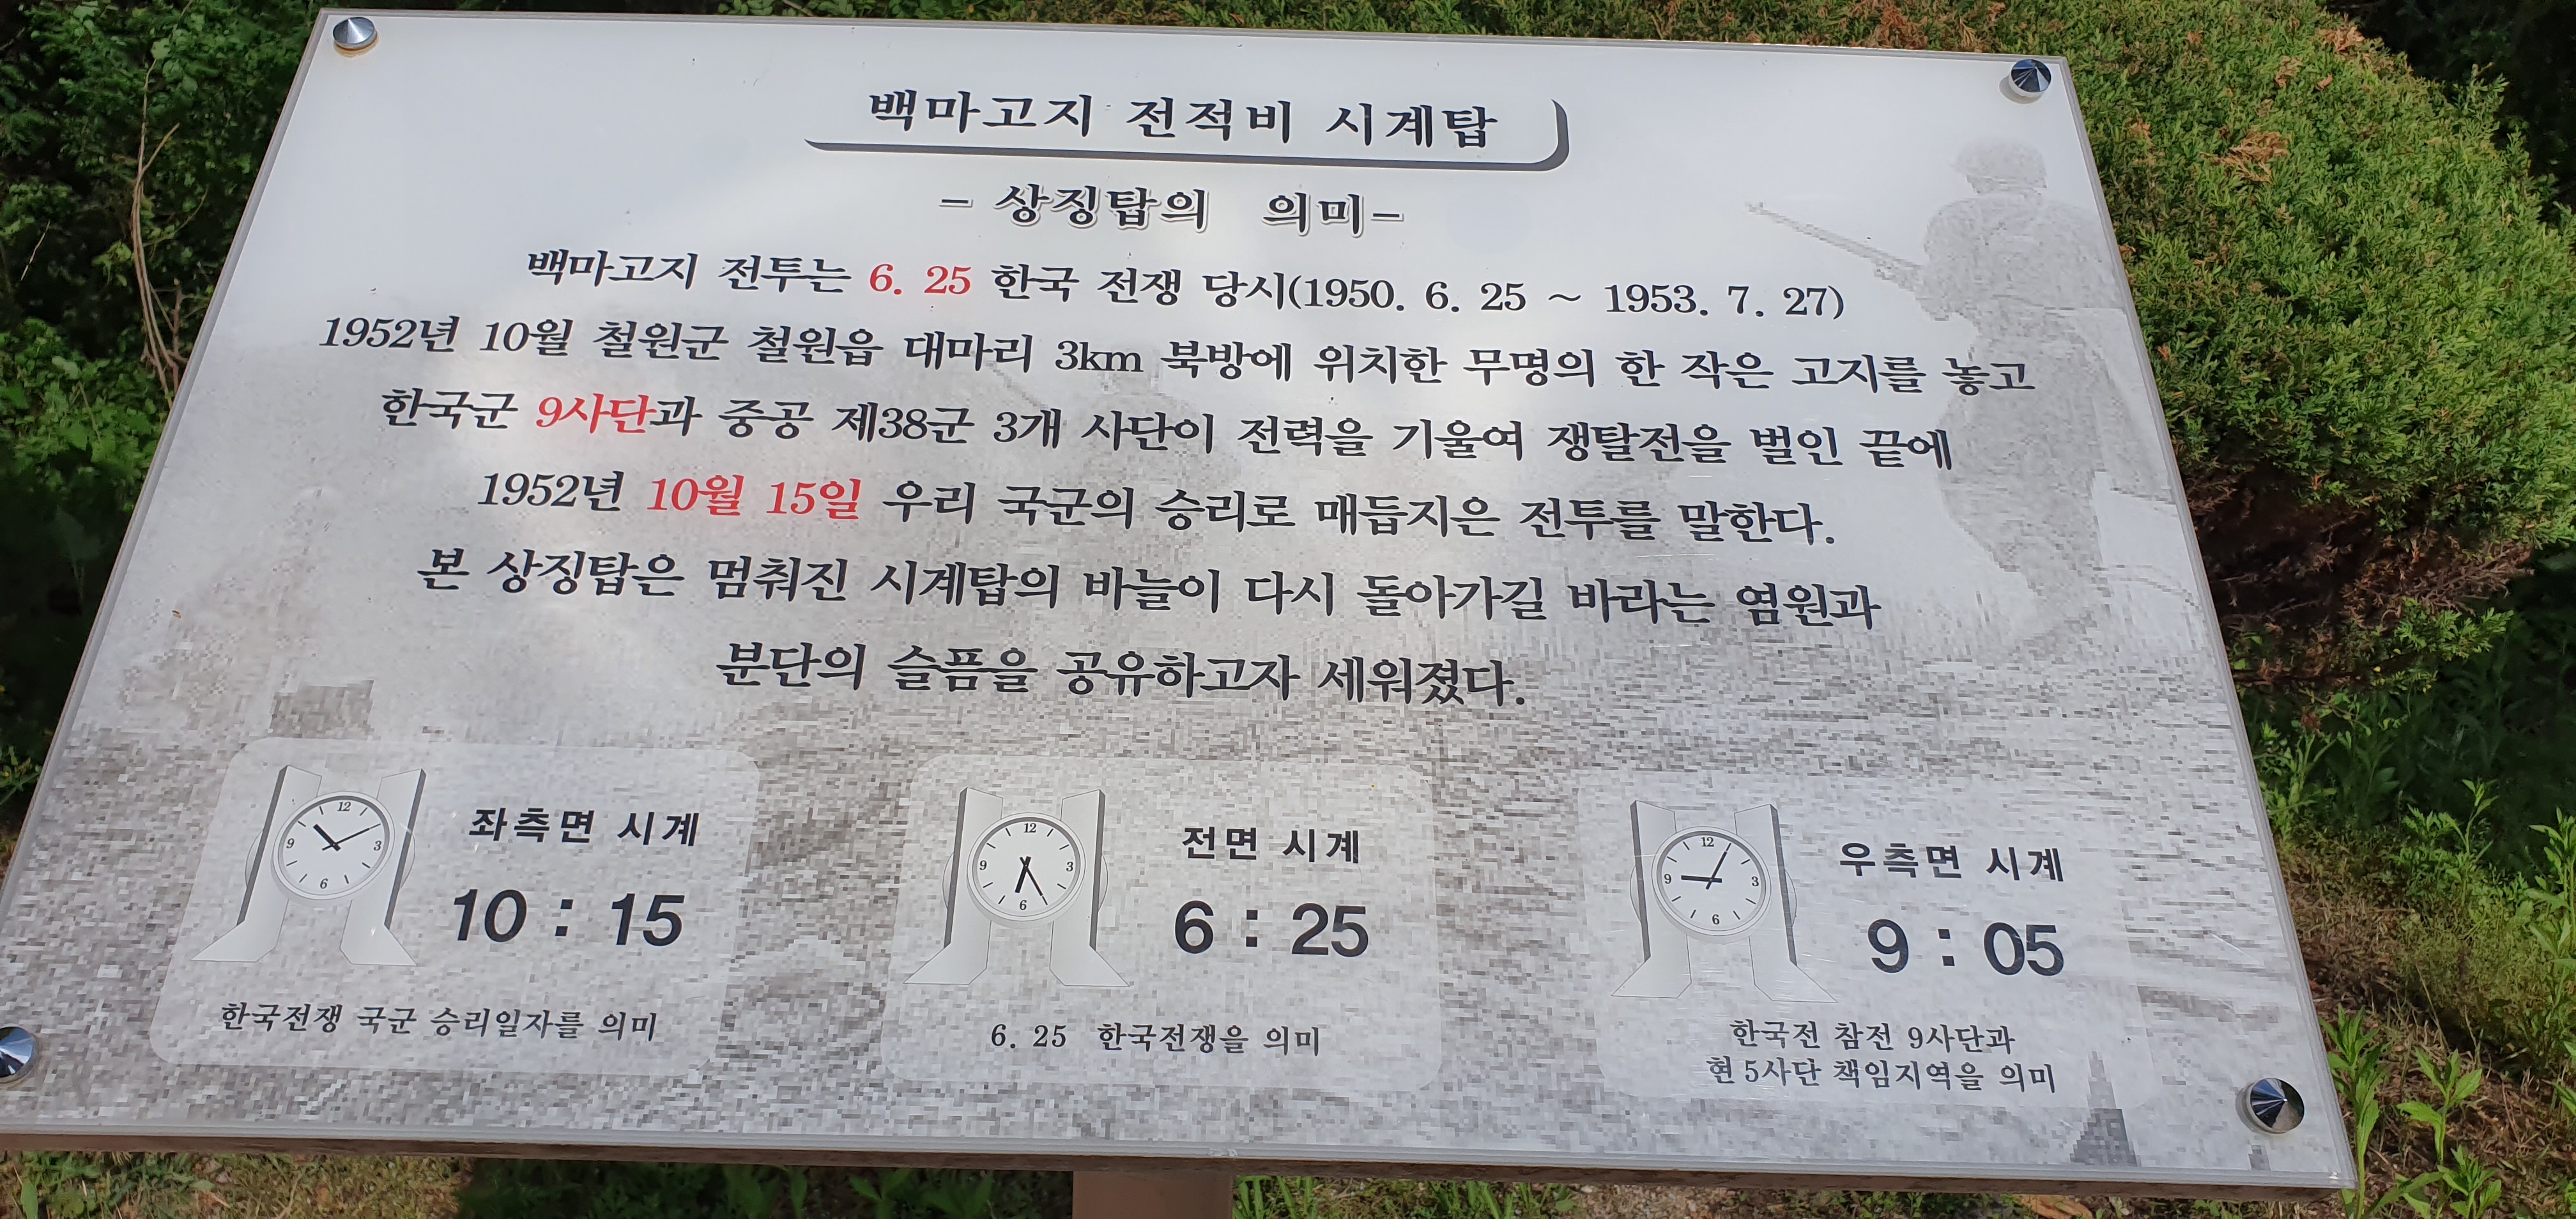 백마고지 전적비 시계탑
- 상징탑의 의미-
백마고지 전투는 6. 25 한국 전쟁 당시(1950. 6. 25 ~ 1953. 7. 27)
1952년 10월 철원군 철원읍 대마리 3km 북방에 위치한 무명의 한 작은 고지를 놓고
한국군 9사단과 중공 제38군 3개 사단이 전력을 기울여 쟁탈전을 벌인 끝에
1952년 10월 15일 우리 국군의 승리로 매듭지은 전투를 말한다.
본 상징탑은 멈춰진 시계탑의 바늘이 다시 돌아가길 바라는 염원과
분단의 슬픔을 공유하고자 세워졌다.
12
3
6
9
좌측면 시계
10 : 15
한국전쟁 국군 승리일자를 의미
12
3
6
9
전면 시계
6 : 25
6. 25 한국전쟁을 의미
12
3
6
9
우측면 시계
9 : 05
한국전 참전 9사단과
현 5사단 책임지역을 의미